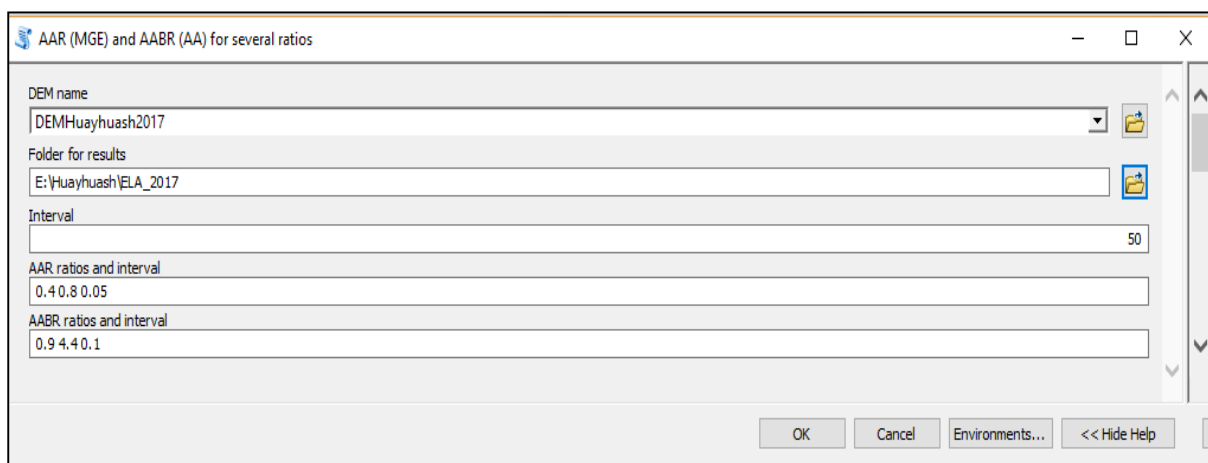 AAR (MGE) and AABR (AA) for several ratios
DEM name
DEMHuayhuash2017
Folder for results
E:\Huayhuash\ELA_2017
Interval
50
AAR ratios and interval
0.4 0.8 0.05
AABR ratios and interval
0.9 4.4 0.1
OK Cancel Environments... << Hide Help